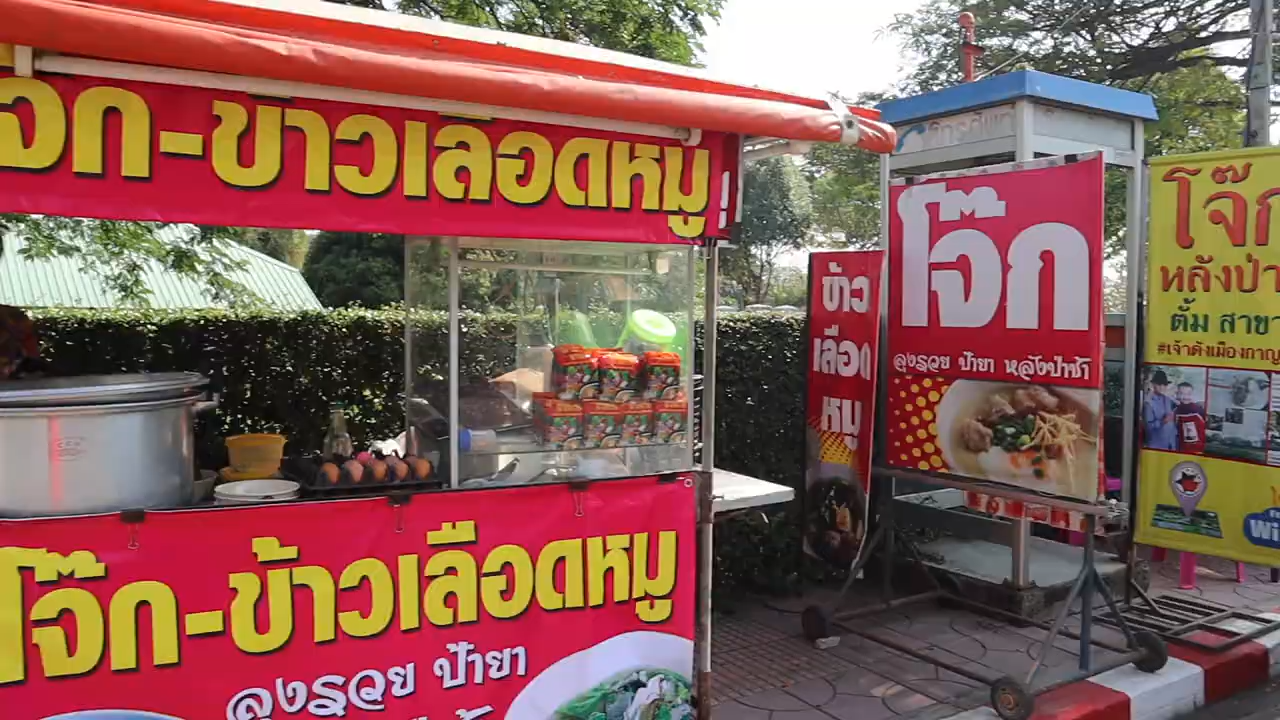 โจ๊ก-ข้าวเลือดหมู
โจ๊ก-ข้าวเลือดหมู
ลุงรวย ป้ายา
ข้าว
เลือด
หมู
โจ๊ก
ลุงรวย ป้ายา หลังป่าช้า
โจ๊ก
หลังป่า
ต้ม สาขา
#เจ้าดังเมืองกาญ